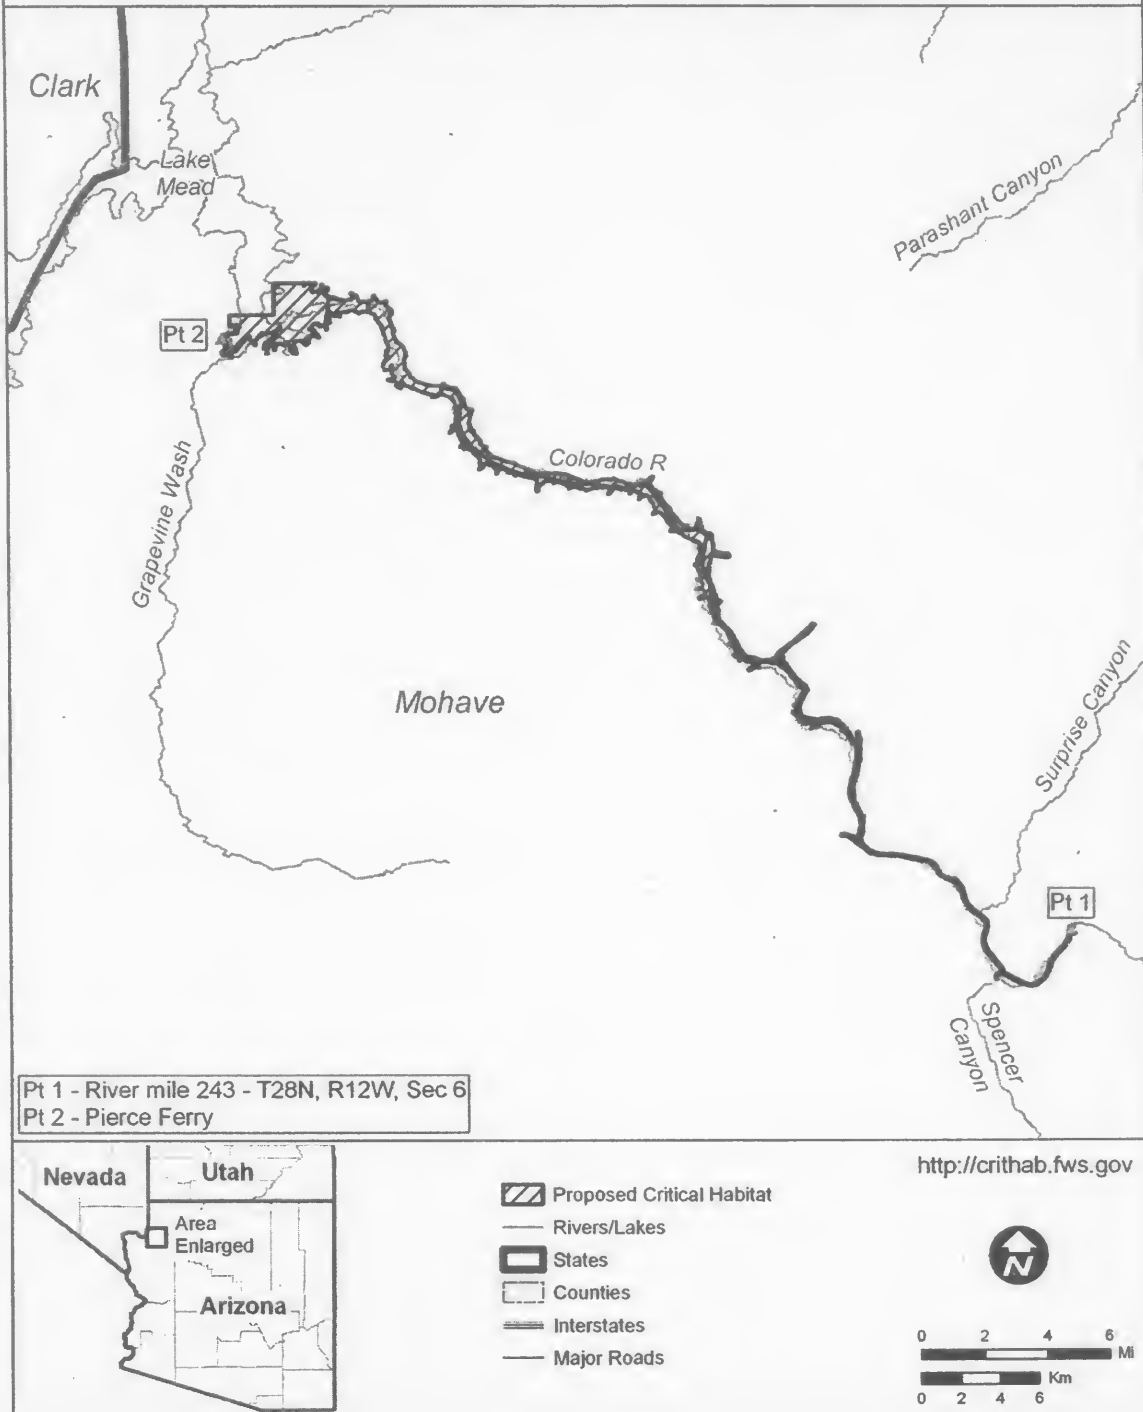 Clark
Lake
Mead
Parashant Canyon
Pt 2
Colorado R
Grapevine Wash
Mohave
Surprise Canyon
Pt 1
Spencer
Canyon
Pt 1 - River mile 243 - T28N, R12W, Sec 6
Pt 2 - Pierce Ferry
Nevada
Utah
Area
Enlarged
Arizona
Proposed Critical Habitat
Rivers/Lakes
States
Counties
Interstates
Major Roads
http://crithab.fws.gov
N
0 2 4 6
Mi
Km
0 2 4 6